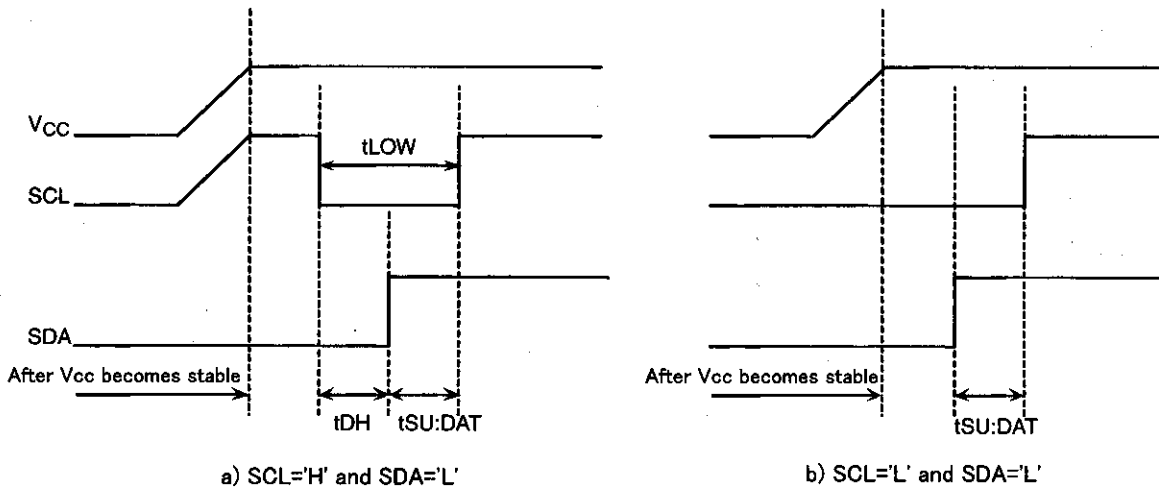 VCC
tLOW
SCL
SDA
After Vcc becomes stable
tDH
tSU:DAT
a) SCL='H' and SDA='L'
After Vcc becomes stable
tSU:DAT
b) SCL='L' and SDA='L'